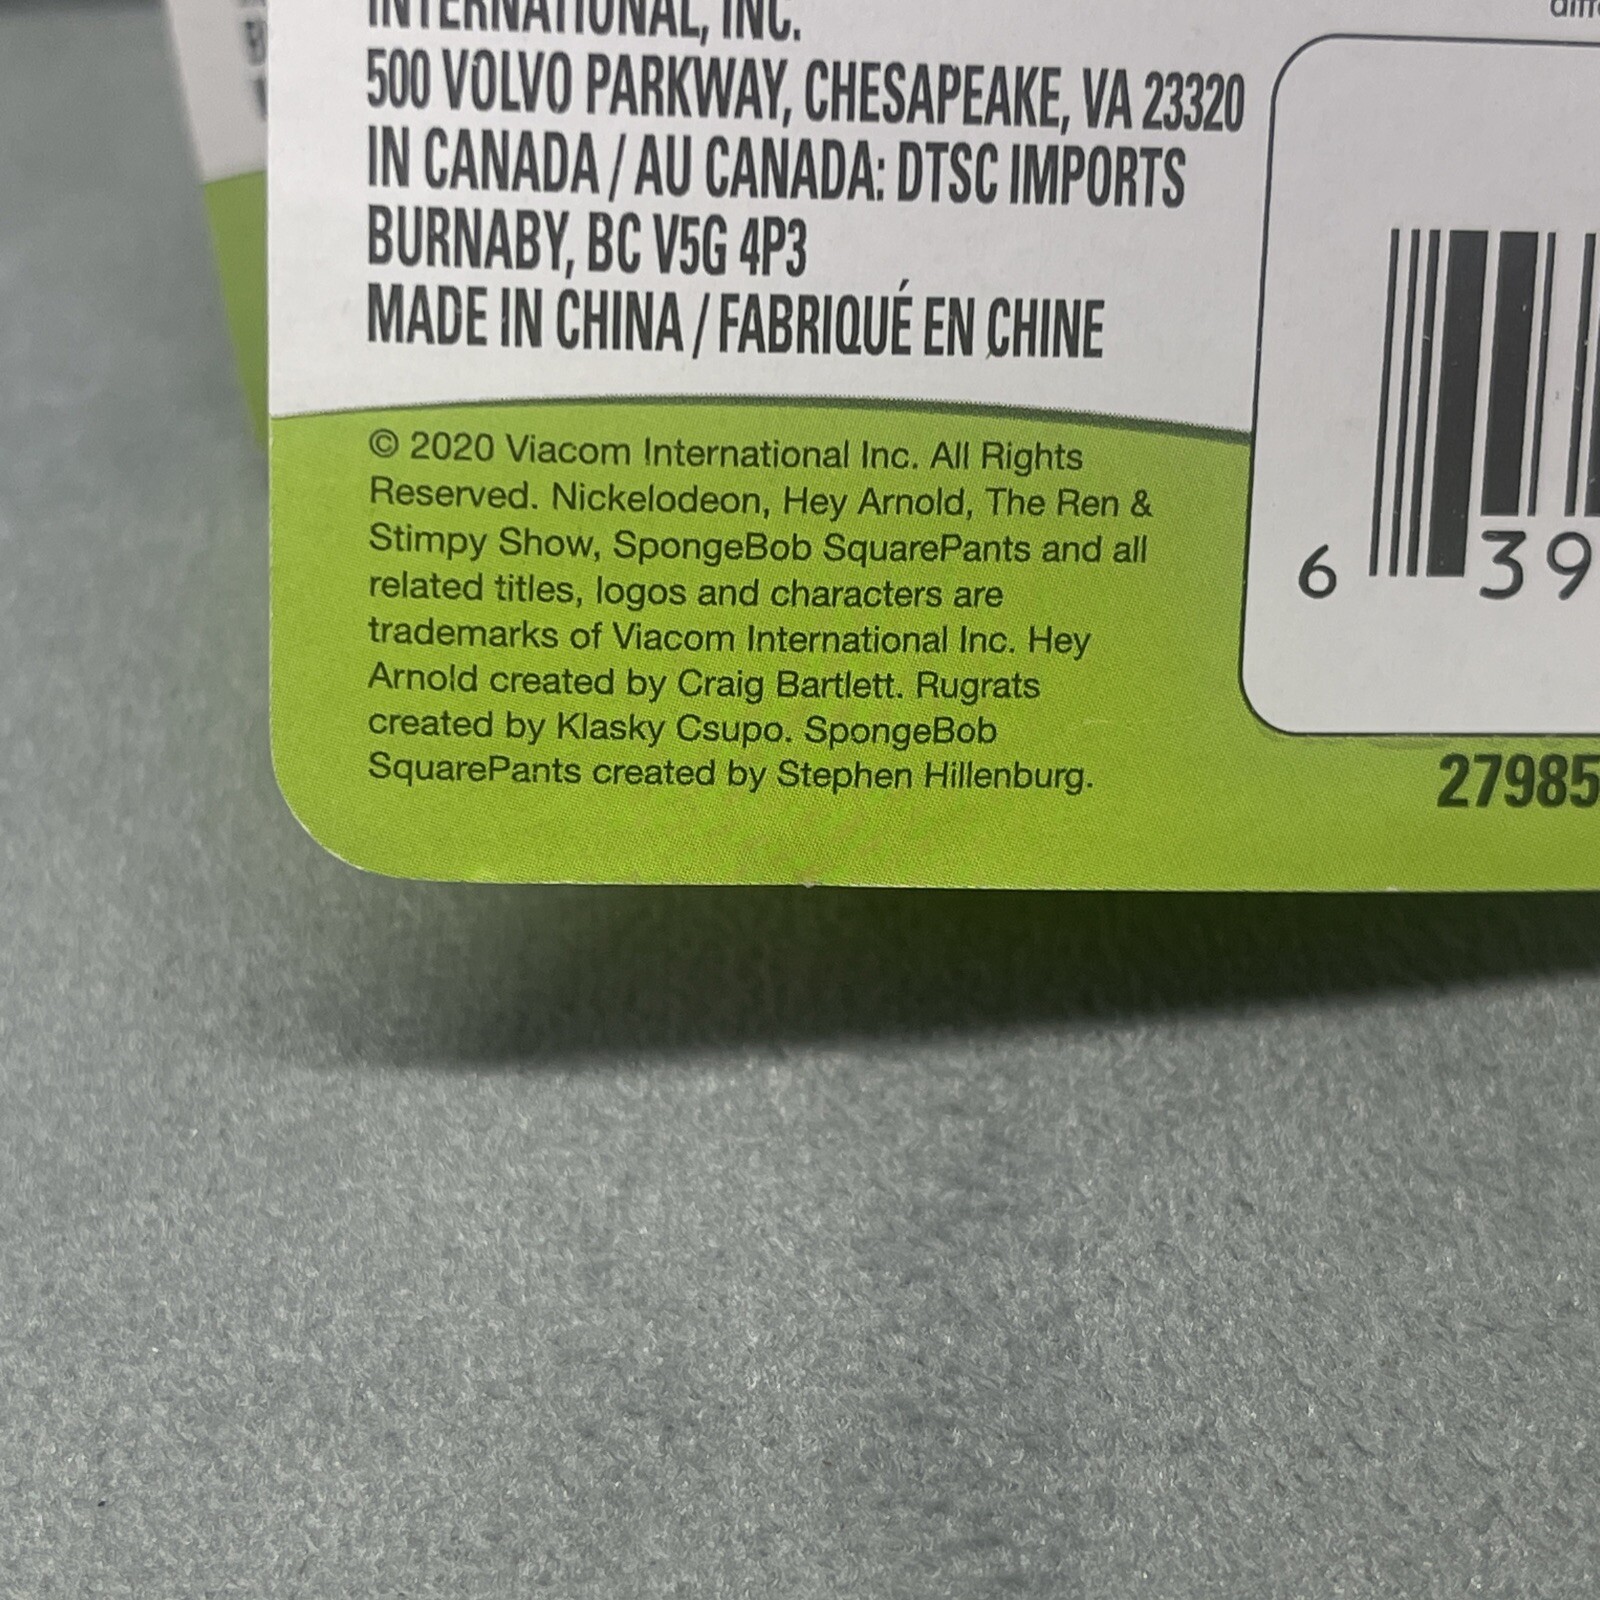 INTERNATIONAL, INC.
500 VOLVO PARKWAY, CHESAPEAKE, VA 23320
IN CANADA / AU CANADA: DTSC IMPORTS
BURNABY, BC V5G 4P3
MADE IN CHINA / FABRIQUÉ EN CHINE
© 2020 Viacom International Inc. All Rights
Reserved. Nickelodeon, Hey Arnold, The Ren &
Stimpy Show, SpongeBob SquarePants and all
related titles, logos and characters are
trademarks of Viacom International Inc. Hey
Arnold created by Craig Bartlett. Rugrats
created by Klasky Csupo. SpongeBob
SquarePants created by Stephen Hillenburg.
6 39
27985